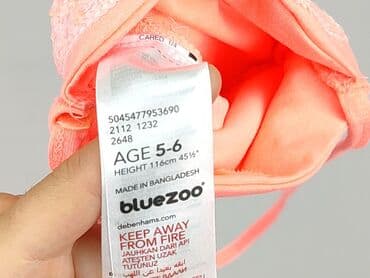 CARED
5045477953690
2112 1232
2648
AGE 5-6
HEIGHT 116cm 45½"
MADE IN BANGLADESH
bluezoo®
debenhams.com
KEEP AWAY
FROM FIRE
JAUHKAN DARI API
ATEŞTEN UZAK
TUTUNUZ